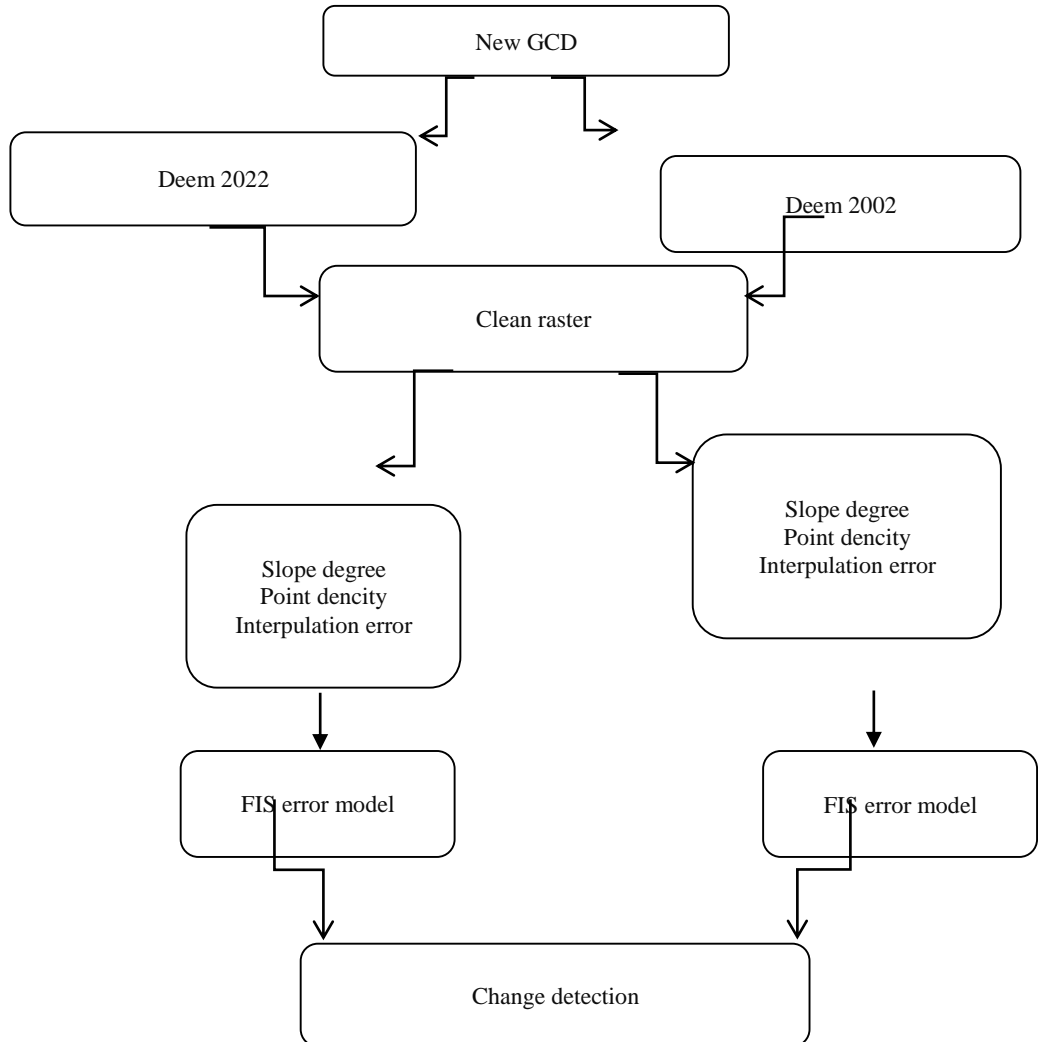 New GCD
Deem 2022
Deem 2002
Clean raster
Slope degree
Point dencity
Interpulation error
Slope degree
Point dencity
Interpulation error
FIS error model
FIS error model
Change detection